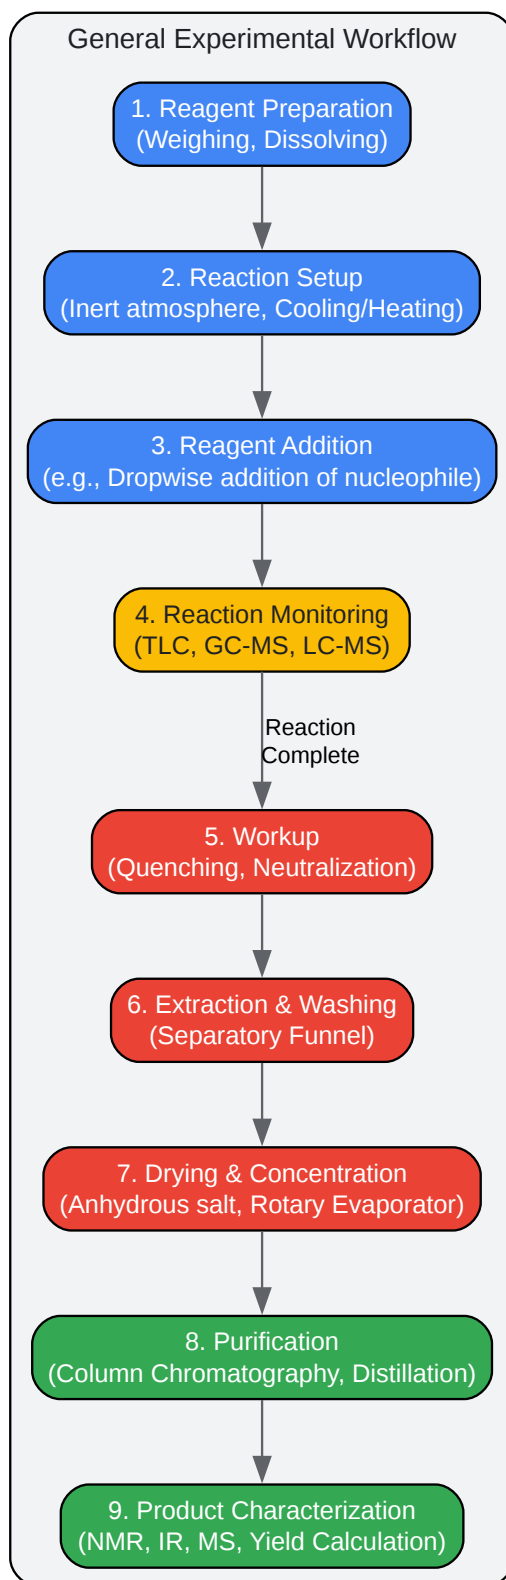 General Experimental Workflow
1. Reagent Preparation
(Weighing, Dissolving)
2. Reaction Setup
(Inert atmosphere, Cooling/Heating)
3. Reagent Addition
(e.g., Dropwise addition of nucleophile)
4. Reaction Monitoring
(TLC, GC-MS, LC-MS)
Reaction
Complete
5. Workup
(Quenching, Neutralization)
6. Extraction & Washing
(Separatory Funnel)
7. Drying & Concentration
(Anhydrous salt, Rotary Evaporator)
8. Purification
(Column Chromatography, Distillation)
9. Product Characterization
(NMR, IR, MS, Yield Calculation)